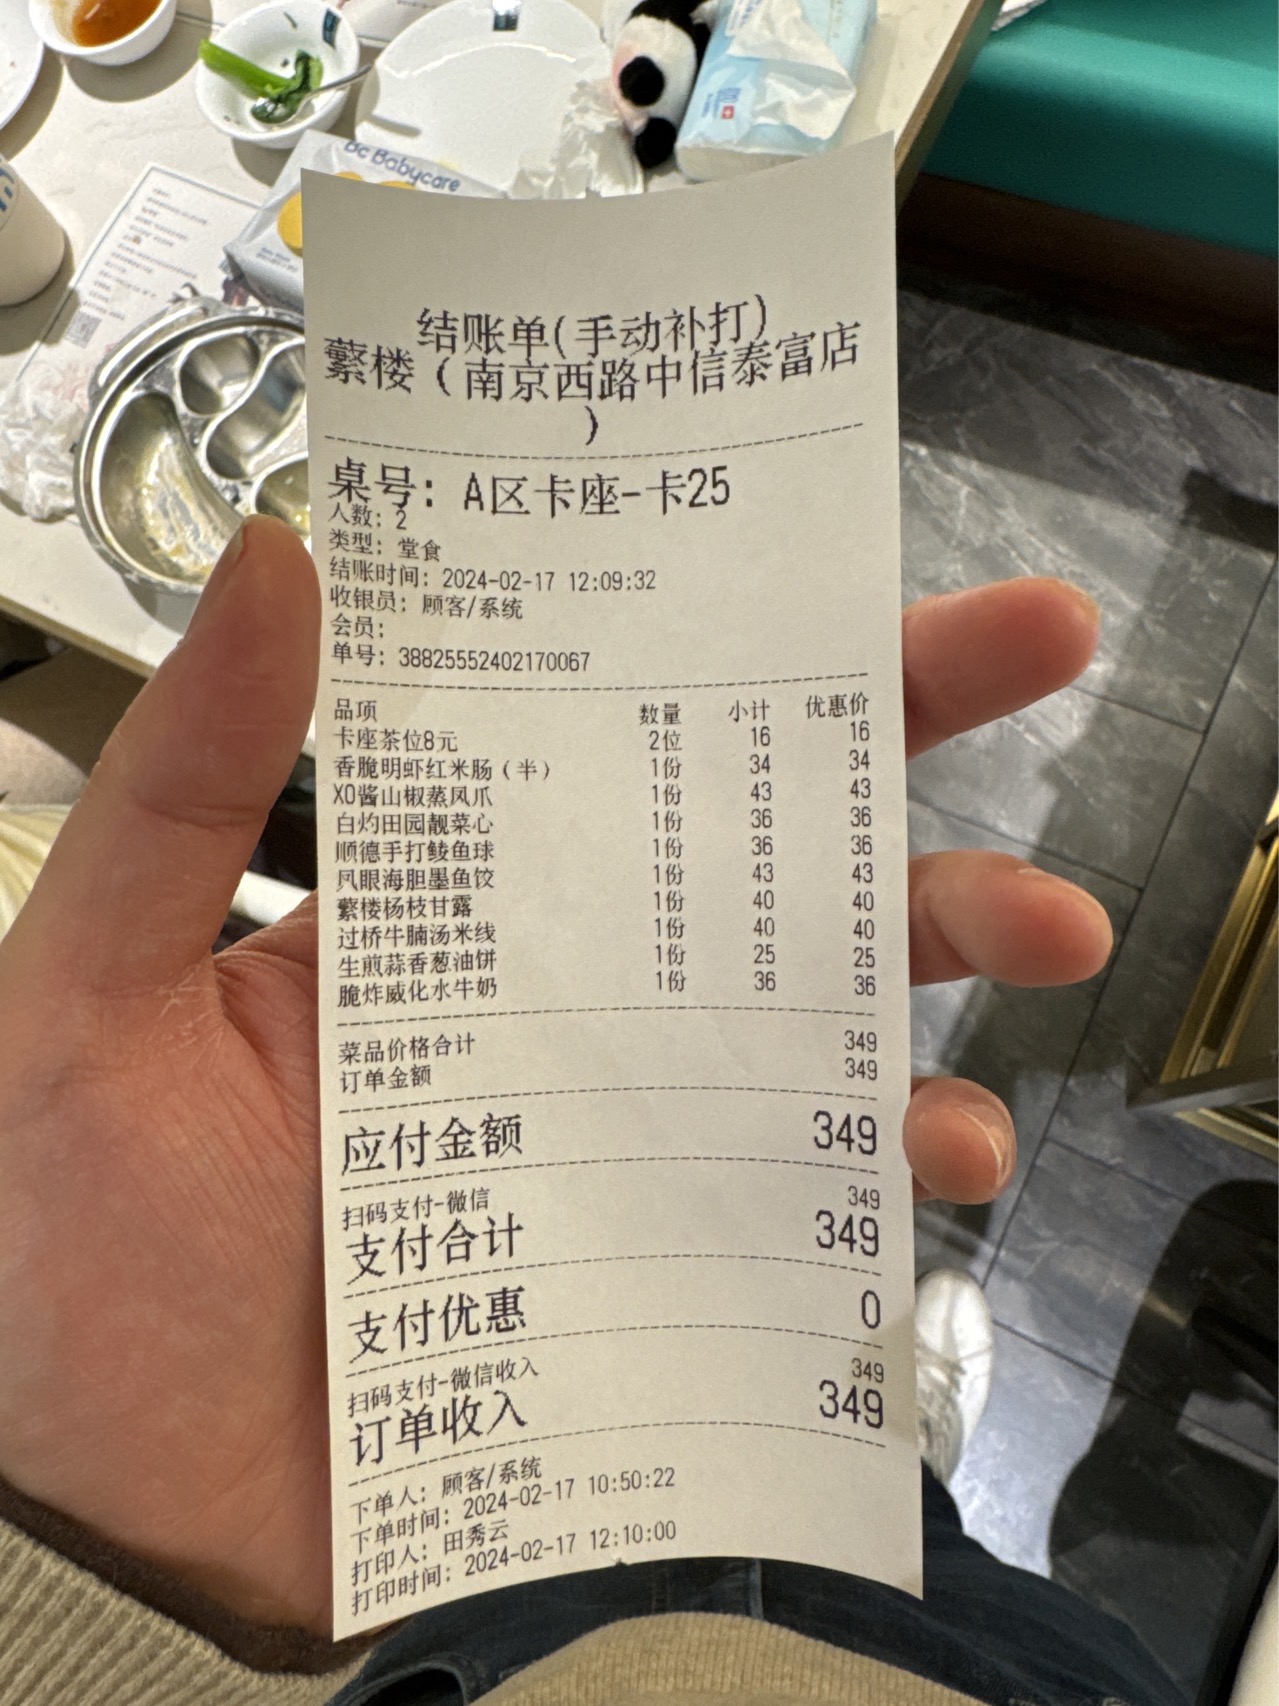 Bc Babycare
结账单(手动补打)
蘩楼（南京西路中信泰富店
）
桌号: A区卡座-卡25
人数: 2
类型: 堂食
结账时间: 2024-02-17 12:09:32
收银员: 顾客/系统
会员:
单号: 38825552402170067
品项 数量 小计 优惠价
卡座茶位8元 2位 16 16
香脆明虾红米肠（半） 1份 34 34
XO酱山椒蒸凤爪 1份 43 43
白灼田园靓菜心 1份 36 36
顺德手打鲮鱼球 1份 36 36
凤眼海胆墨鱼饺 1份 43 43
蘩楼杨枝甘露 1份 40 40
过桥牛腩汤米线 1份 40 40
生煎蒜香葱油饼 1份 25 25
脆炸威化水牛奶 1份 36 36
菜品价格合计 349
订单金额 349
应付金额 349
扫码支付-微信 349
支付合计 349
支付优惠 0
扫码支付-微信收入 349
订单收入 349
下单人: 顾客/系统
下单时间: 2024-02-17 10:50:22
打印人: 田秀云
打印时间: 2024-02-17 12:10:00